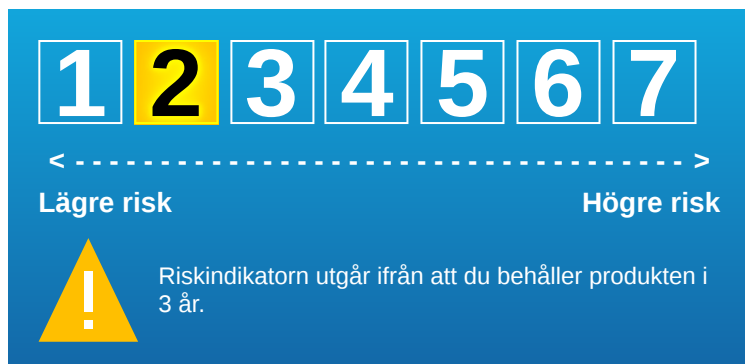 1 2 3 4 5 6 7
< - - - - - - - - - - - - - - - - - - - - - - - - - - - - - - - - - - - - >
Lägre risk Högre risk
!
Riskindikatorn utgår ifrån att du behåller produkten i
3 år.